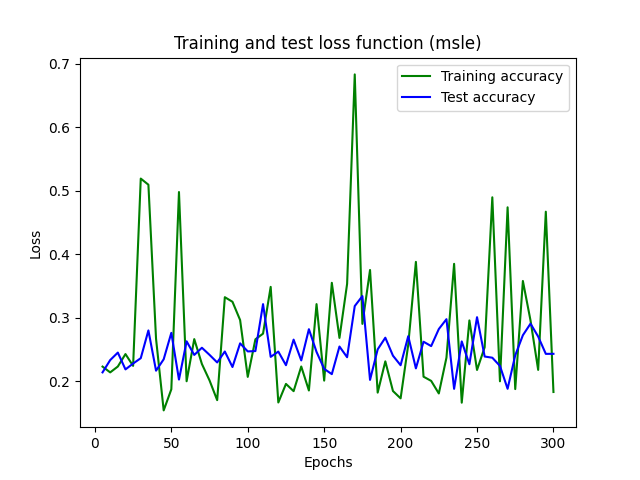 Training and test loss function (msle)
Training accuracy
Test accuracy
0.7
0.6
0.5
0.4
0.3
0.2
Loss
0
50
100
150
200
250
300
Epochs